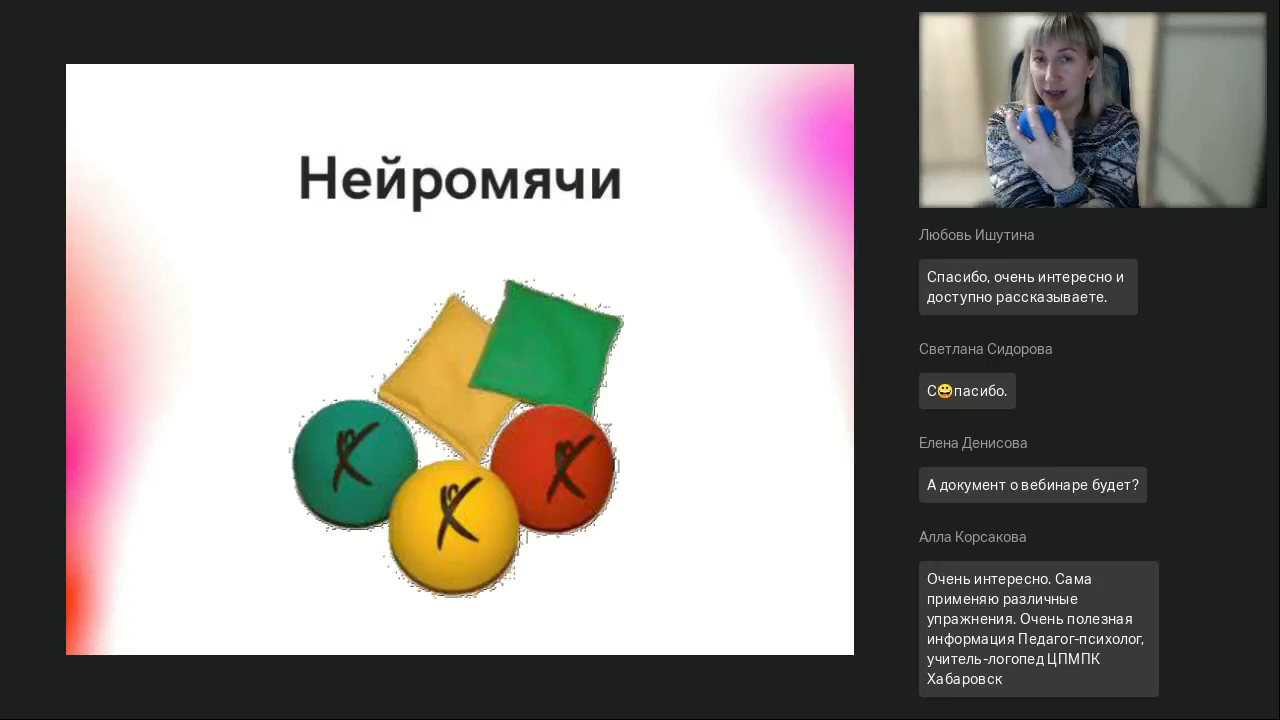 Нейромячи
Любовь Ишутина
Спасибо, очень интересно и
доступно рассказываете.
Светлана Сидорова
С😀пасибо.
Елена Денисова
А документ о вебинаре будет?
Алла Корсакова
Очень интересно. Сама
применяю различные
упражнения. Очень полезная
информация Педагог-психолог,
учитель-логопед ЦПМПК
Хабаровск